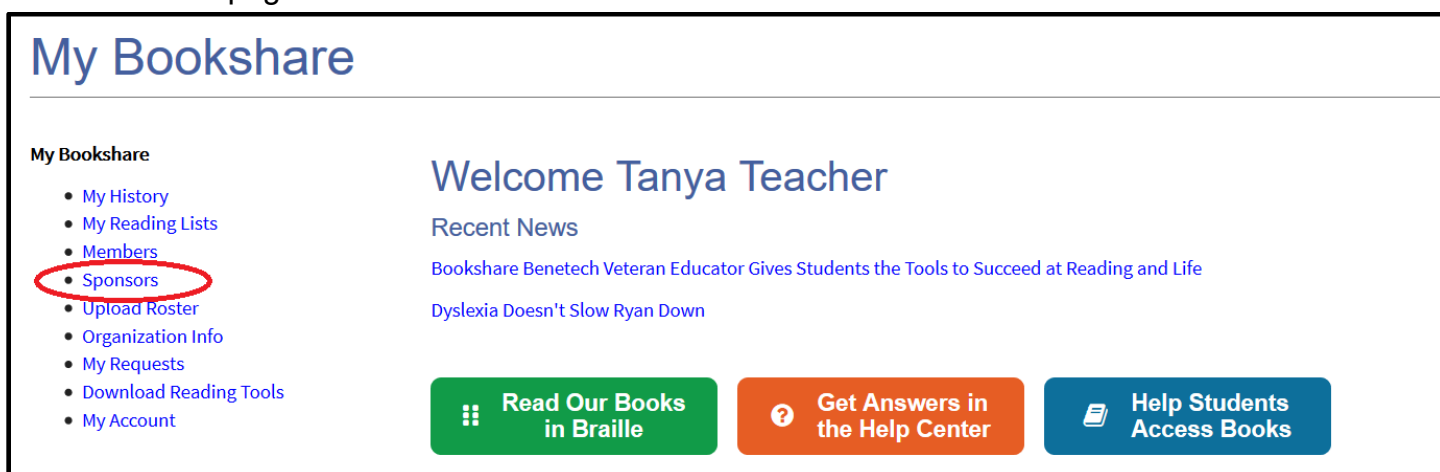 My Bookshare
My Bookshare
My History
My Reading Lists
Members
Sponsors
Upload Roster
Organization Info
My Requests
Download Reading Tools
My Account
Welcome Tanya Teacher
Recent News
Bookshare Benetech Veteran Educator Gives Students the Tools to Succeed at Reading and Life
Dyslexia Doesn't Slow Ryan Down
Read Our Books
in Braille
Get Answers in
the Help Center
Help Students
Access Books